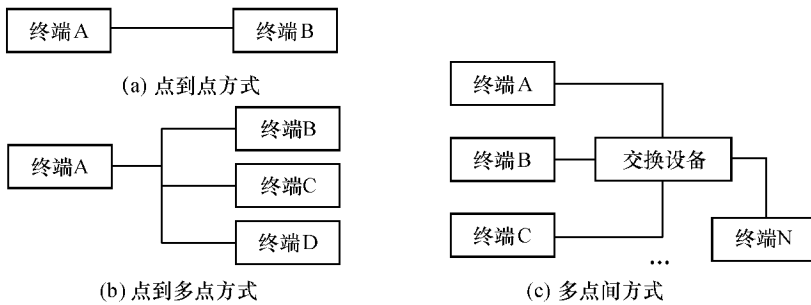 终端A
终端B
(a) 点到点方式
终端A
终端B
终端C
终端D
(b) 点到多点方式
终端A
终端B
终端C
交换设备
终端N
...
(c) 多点间方式